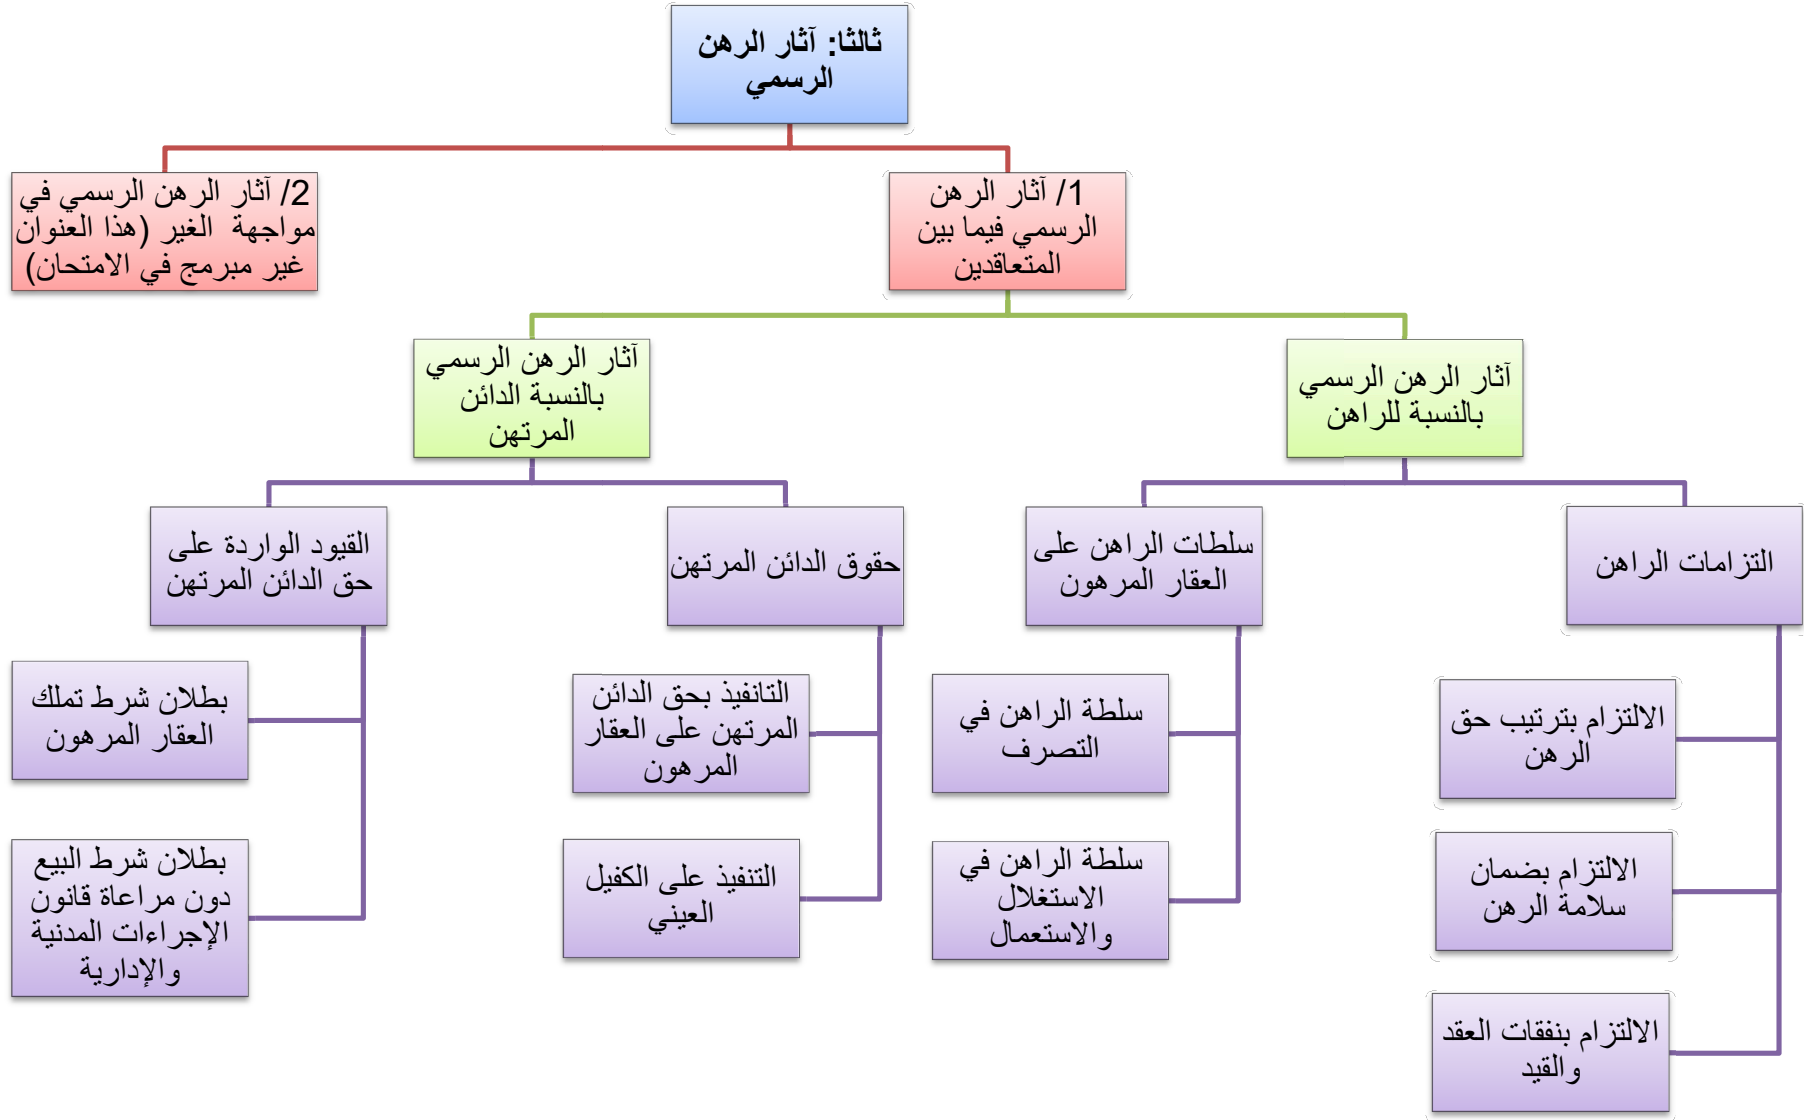 ثالثا: آثار الرهن
الرسمي
1/ آثار الرهن
الرسمي فيما بين
المتعاقدين
2/ آثار الرهن الرسمي في
مواجهة الغير (هذا العنوان
غير مبرمج في الامتحان)
آثار الرهن الرسمي
بالنسبة للراهن
آثار الرهن الرسمي
بالنسبة الدائن
المرتهن
التزامات الراهن
سلطات الراهن على
العقار المرهون
حقوق الدائن المرتهن
القيود الواردة على
حق الدائن المرتهن
الالتزام بترتيب حق
الرهن
الالتزام بضمان
سلامة الرهن
الالتزام بنفقات العقد
والقيد
سلطة الراهن في
التصرف
سلطة الراهن في
الاستغلال
والاستعمال
التانفيذ بحق الدائن
المرتهن على العقار
المرهون
التنفيذ على الكفيل
العيني
بطلان شرط تملك
العقار المرهون
بطلان شرط البيع
دون مراعاة قانون
الإجراءات المدنية
والإدارية